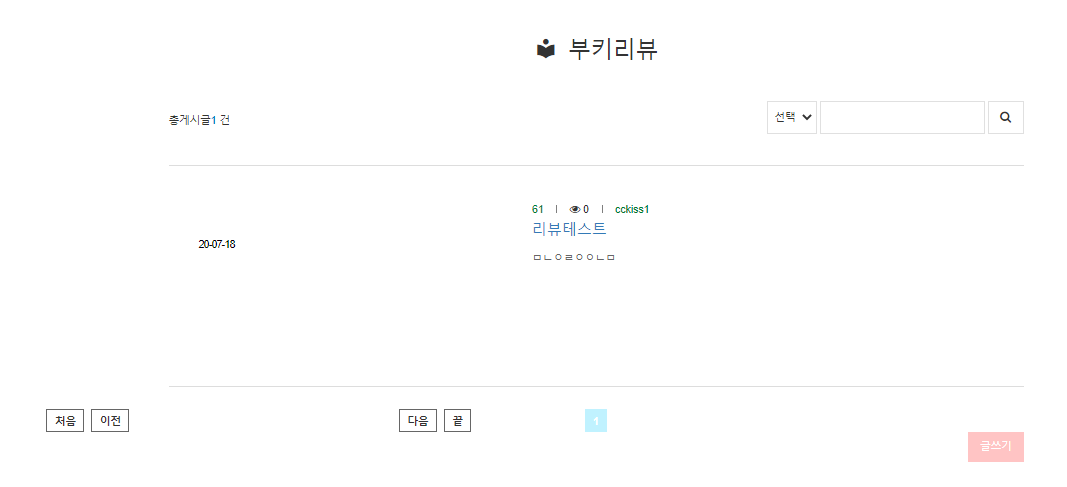 부키리뷰
총게시글1 건
선택
61 | 0 | cckiss1
리뷰테스트
20-07-18
ㅁㄴㅇㄹㅇㅇㄴㅁ
처음 이전 다음 끝 1
글쓰기